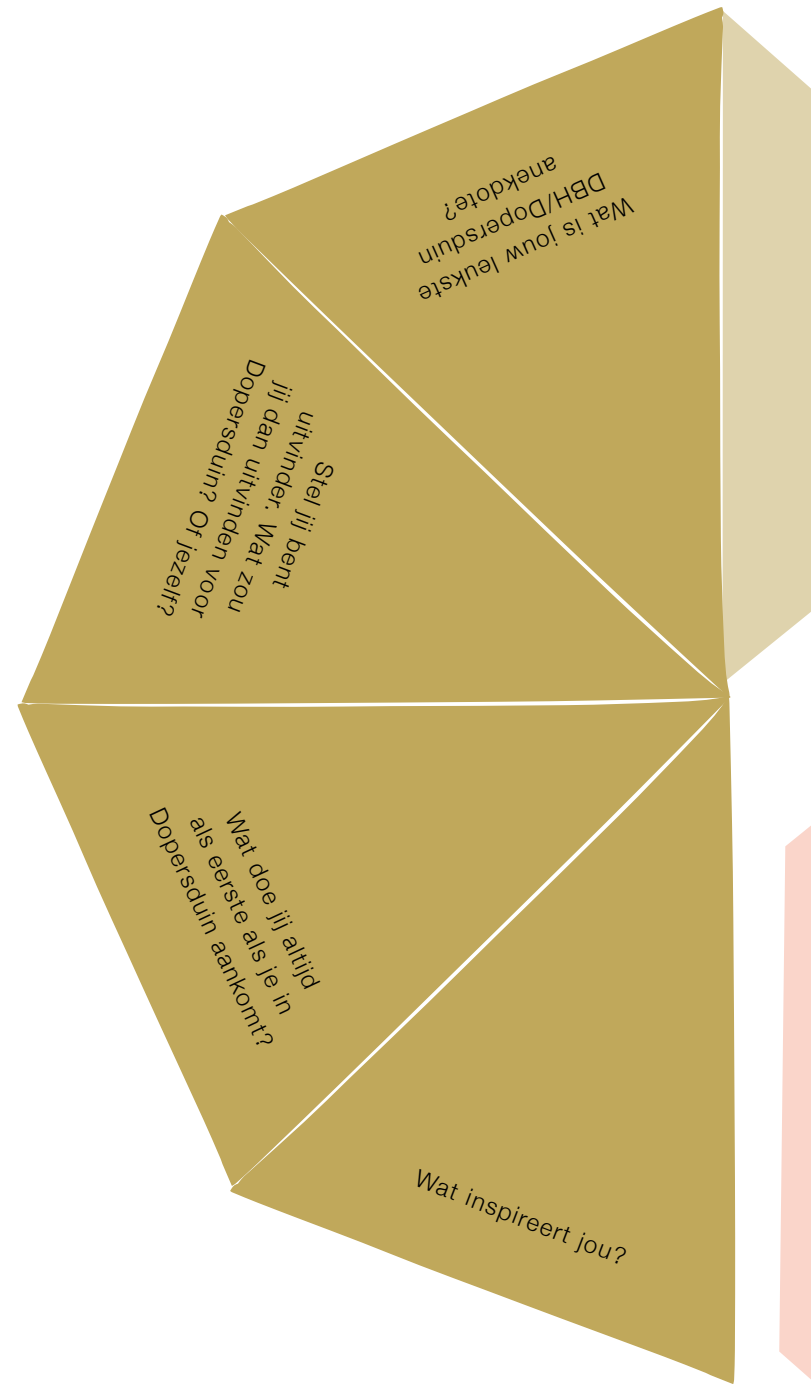 Wat is jouw leukste
DBH/Dopersduin
anekdote?
Stel jij bent
uitvinder. Wat zou
jij dan uitvinden voor
Dopersduin? Of jezelf?
Wat doe jij altijd
als eerste als je in
Dopersduin aankomt?
Wat inspireert jou?